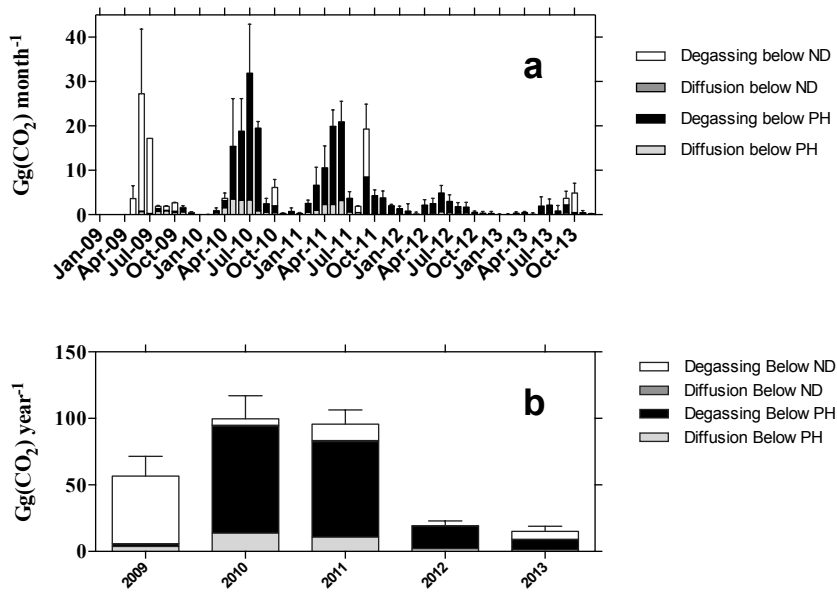 Gg(CO₂) month⁻¹
40
30
20
10
0
Jan-09
Apr-09
Jul-09
Oct-09
Jan-10
Apr-10
Jul-10
Oct-10
Jan-11
Apr-11
Jul-11
Oct-11
Jan-12
Apr-12
Jul-12
Oct-12
Jan-13
Apr-13
Jul-13
Oct-13
a
Degassing below ND
Diffusion below ND
Degassing below PH
Diffusion below PH
Gg(CO₂) year⁻¹
150
100
50
0
2009
2010
2011
2012
2013
b
Degassing Below ND
Diffusion Below ND
Degassing Below PH
Diffusion Below PH